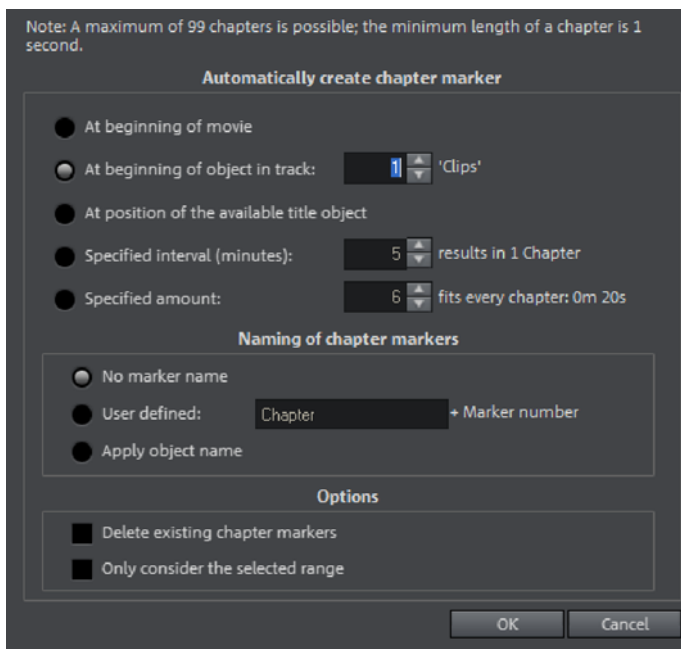 Note: A maximum of 99 chapters is possible; the minimum length of a chapter is 1
second.
Automatically create chapter marker
At beginning of movie
At beginning of object in track: 1 'Clips'
At position of the available title object
Specified interval (minutes): 5 results in 1 Chapter
Specified amount: 6 fits every chapter: 0m 20s
Naming of chapter markers
No marker name
User defined: Chapter + Marker number
Apply object name
Options
Delete existing chapter markers
Only consider the selected range
OK Cancel